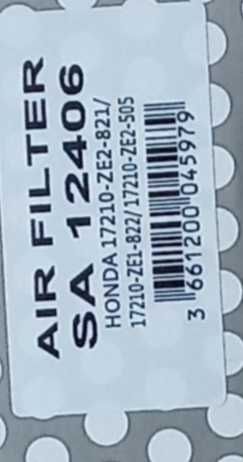 AIR FILTER
SA 12406
HONDA 17210-ZE2-821/
17210-ZE1-822/ 17210-ZE2-505
3 661200 045979